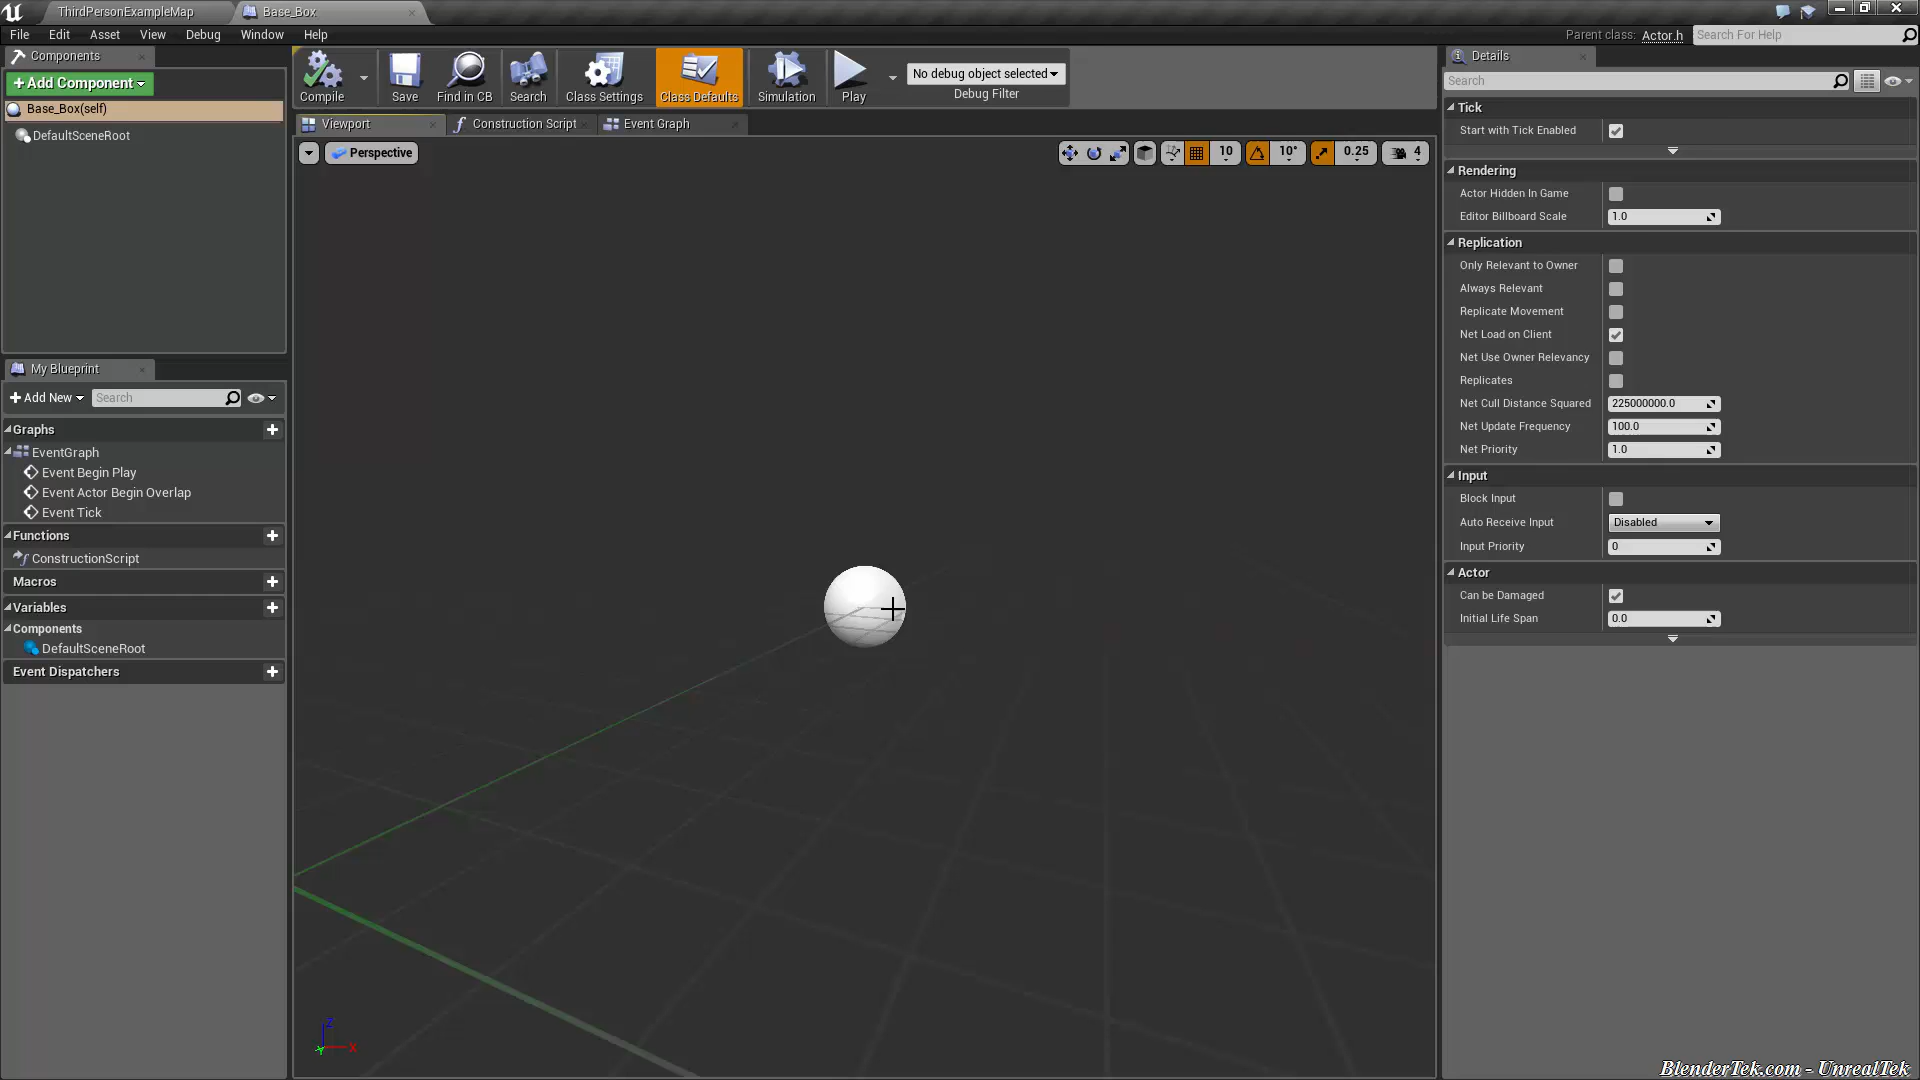 ThirdPersonExampleMap
Base_Box
File Edit Asset View Debug Window Help
Parent class: Actor.h
Search For Help
Components
+Add Component
Base_Box(self)
DefaultSceneRoot
Compile
Save
Find in CB
Search
Class Settings
Class Defaults
Simulation
Play
No debug object selected
Debug Filter
Viewport
Construction Script
Event Graph
Perspective
10
10°
0.25
4
My Blueprint
+ Add New
Search
Graphs
EventGraph
Event Begin Play
Event Actor Begin Overlap
Event Tick
Functions
ConstructionScript
Macros
Variables
Components
DefaultSceneRoot
Event Dispatchers
Z
X
Y
Details
Search
Tick
Start with Tick Enabled
Rendering
Actor Hidden In Game
Editor Billboard Scale 1.0
Replication
Only Relevant to Owner
Always Relevant
Replicate Movement
Net Load on Client
Net Use Owner Relevancy
Replicates
Net Cull Distance Squared 225000000.0
Net Update Frequency 100.0
Net Priority 1.0
Input
Block Input
Auto Receive Input Disabled
Input Priority 0
Actor
Can be Damaged
Initial Life Span 0.0
BlenderTek.com - UnrealTek